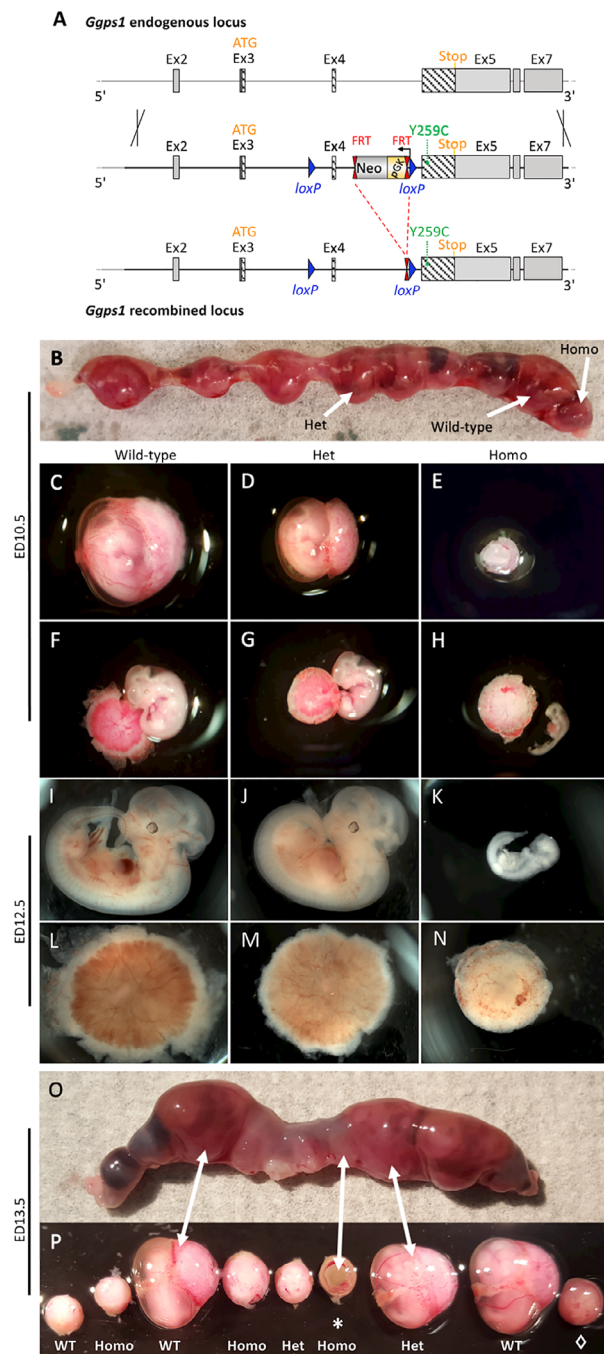 A
Ggps1 endogenous locus
ATG
Ex2 Ex3 Ex4 Stop Ex5 Ex7
5' 3'
ATG FRT FRT Y259C
Ex2 Ex3 Ex4 Stop Ex5 Ex7
Neo PGK
5' loxP loxP 3'
ATG Y259C
Ex2 Ex3 Ex4 Stop Ex5 Ex7
5' loxP loxP 3'
Ggps1 recombined locus
B
Homo
Het
Wild-type
Wild-type Het Homo
ED10.5
C D E
F G H
ED12.5
I J K
L M N
ED13.5
O
P
WT Homo WT Homo Het Homo Het WT ◊
*